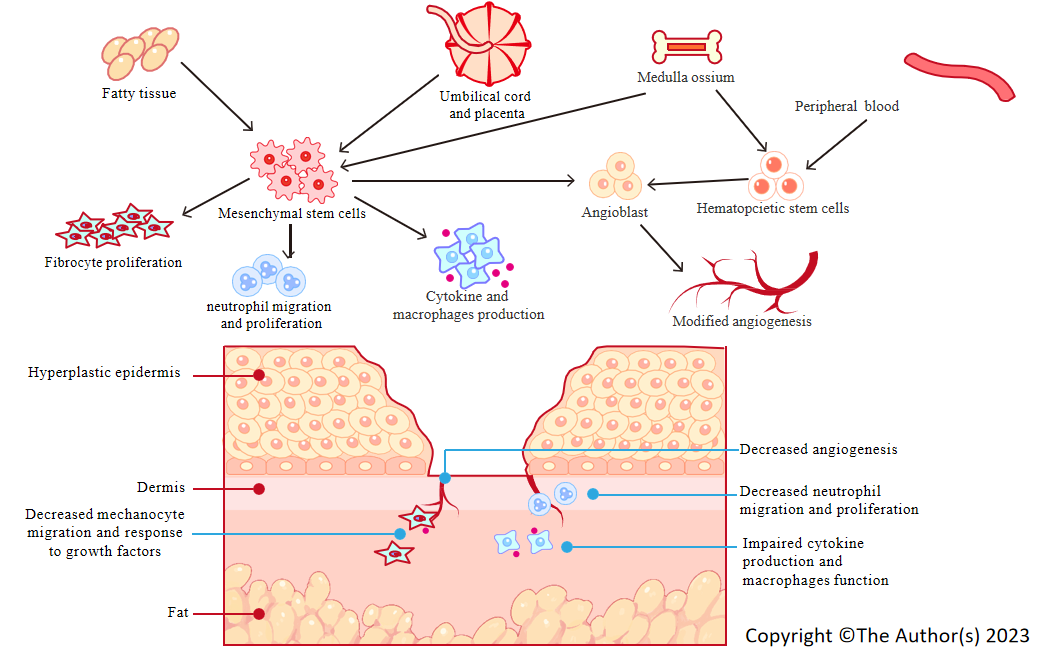 Fatty tissue
Umbilical cord
and placenta
Medulla ossium
Peripheral blood
Mesenchymal stem cells
Angioblast
Hematopcietic stem cells
Fibrocyte proliferation
neutrophil migration
and proliferation
Cytokine and
macrophages production
Modified angiogenesis
Hyperplastic epidermis
Decreased angiogenesis
Dermis
Decreased neutrophil
migration and proliferation
Decreased mechanocyte
migration and response
to growth factors
Impaired cytokine
production and
macrophages function
Fat
Copyright ©The Author(s) 2023